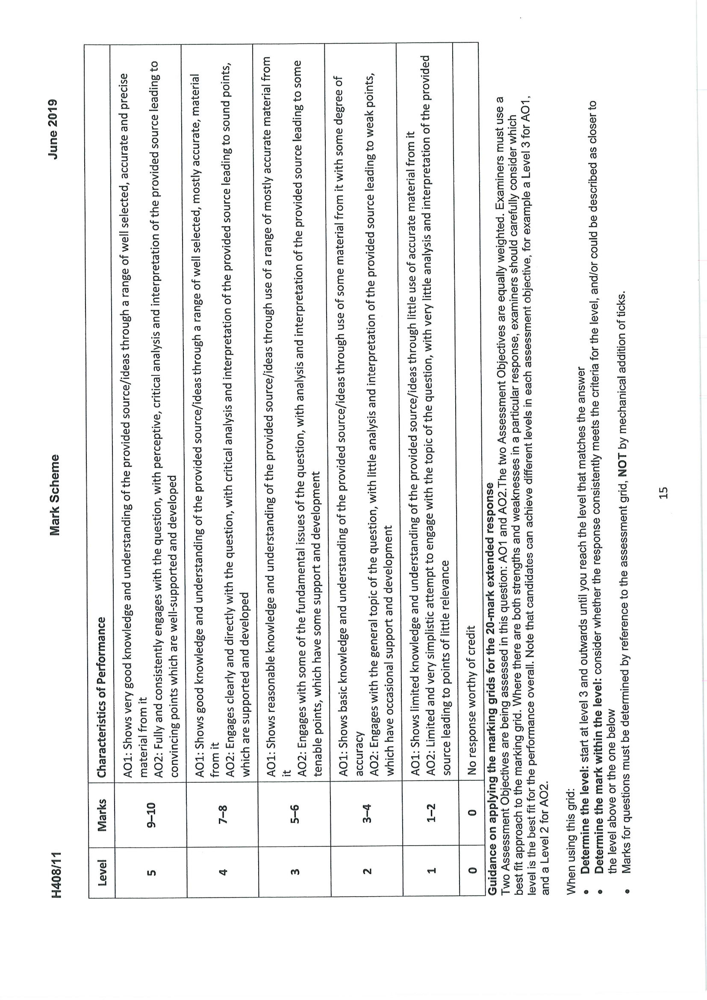 H408/11 Mark Scheme June 2019
Level Marks Characteristics of Performance
5 9–10 AO1: Shows very good knowledge and understanding of the provided source/ideas through a range of well selected, accurate and precise
material from it
AO2: Fully and consistently engages with the question, with perceptive, critical analysis and interpretation of the provided source leading to
convincing points which are well-supported and developed
4 7–8 AO1: Shows good knowledge and understanding of the provided source/ideas through a range of well selected, mostly accurate, material
from it
AO2: Engages clearly and directly with the question, with critical analysis and interpretation of the provided source leading to sound points,
which are supported and developed
3 5–6 AO1: Shows reasonable knowledge and understanding of the provided source/ideas through use of a range of mostly accurate material from
it
AO2: Engages with some of the fundamental issues of the question, with analysis and interpretation of the provided source leading to some
tenable points, which have some support and development
2 3–4 AO1: Shows basic knowledge and understanding of the provided source/ideas through use of some material from it with some degree of
accuracy
AO2: Engages with the general topic of the question, with little analysis and interpretation of the provided source leading to weak points,
which have occasional support and development
1 1–2 AO1: Shows limited knowledge and understanding of the provided source/ideas through little use of accurate material from it
AO2: Limited and very simplistic attempt to engage with the topic of the question, with very little analysis and interpretation of the provided
source leading to points of little relevance
0 0 No response worthy of credit
Guidance on applying the marking grids for the 20-mark extended response
Two Assessment Objectives are being assessed in this question: AO1 and AO2.The two Assessment Objectives are equally weighted. Examiners must use a
best fit approach to the marking grid. Where there are both strengths and weaknesses in a particular response, examiners should carefully consider which
level is the best fit for the performance overall. Note that candidates can achieve different levels in each assessment objective, for example a Level 3 for AO1,
and a Level 2 for AO2.
When using this grid:
• Determine the level: start at level 3 and outwards until you reach the level that matches the answer
• Determine the mark within the level: consider whether the response consistently meets the criteria for the level, and/or could be described as closer to
the level above or the one below
• Marks for questions must be determined by reference to the assessment grid, NOT by mechanical addition of ticks.
15